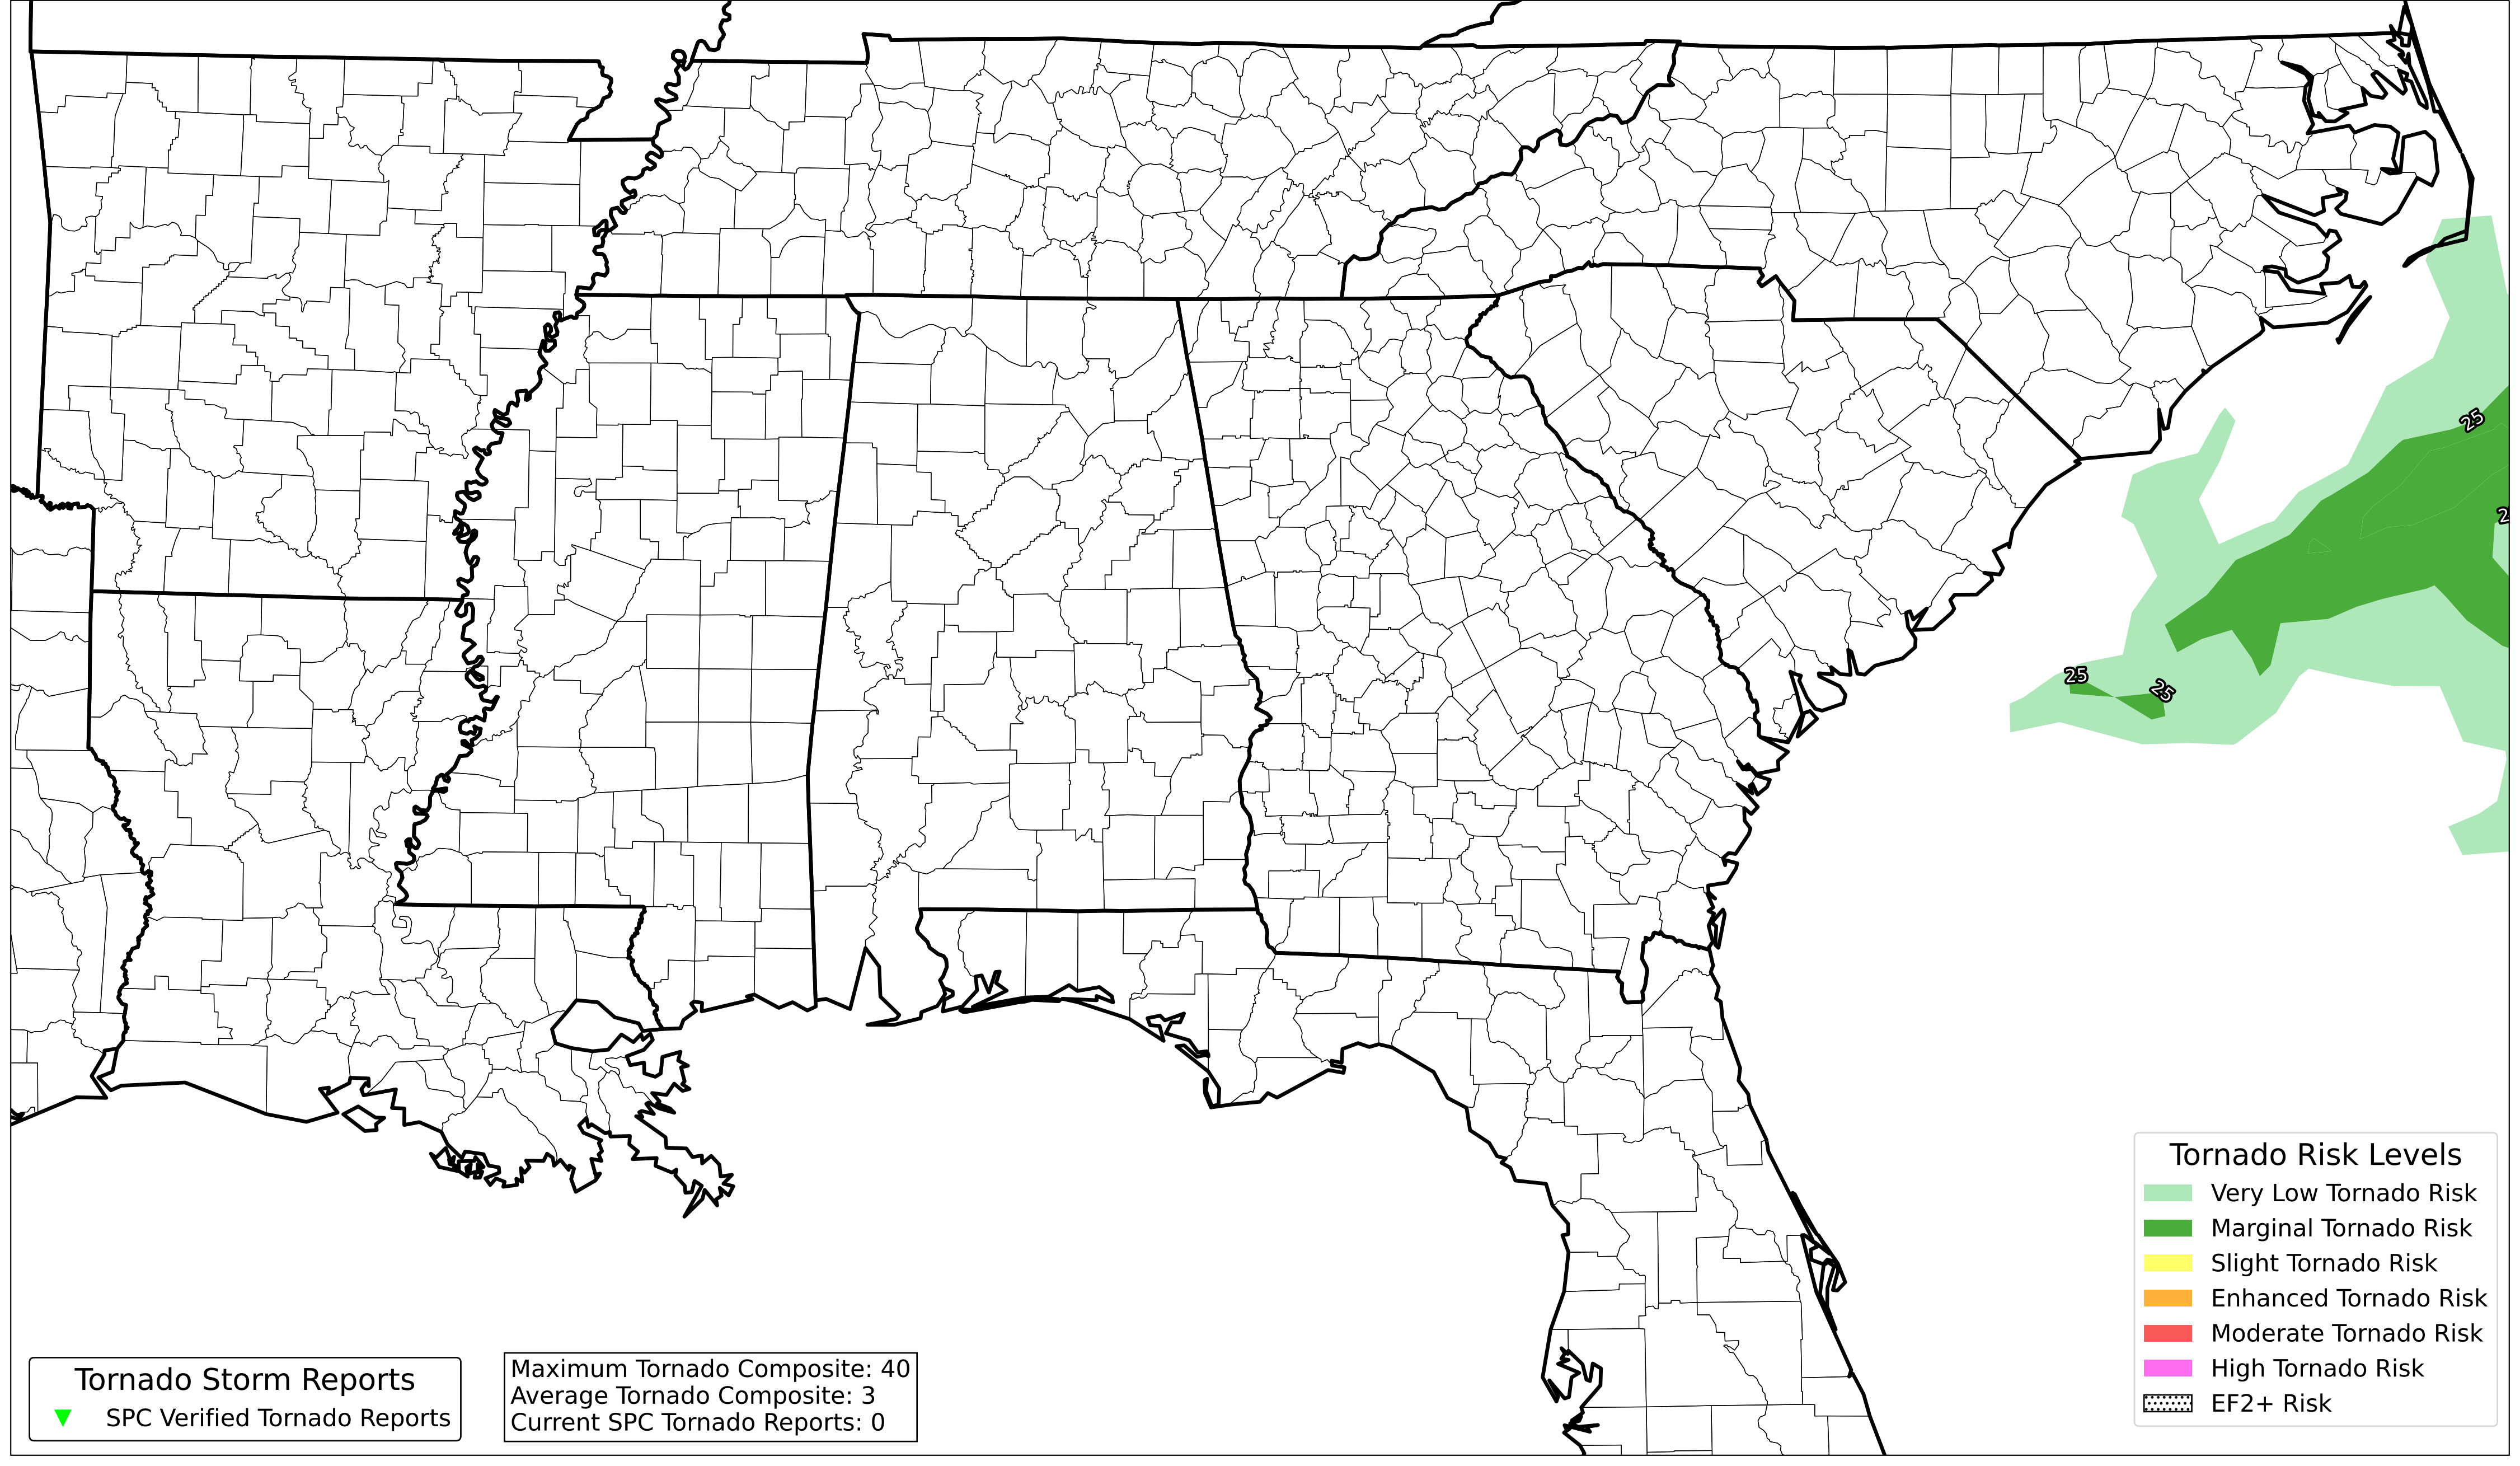 25
25
25
Tornado Risk Levels
Very Low Tornado Risk
Marginal Tornado Risk
Slight Tornado Risk
Enhanced Tornado Risk
Moderate Tornado Risk
High Tornado Risk
EF2+ Risk
Tornado Storm Reports
SPC Verified Tornado Reports
Maximum Tornado Composite: 40
Average Tornado Composite: 3
Current SPC Tornado Reports: 0